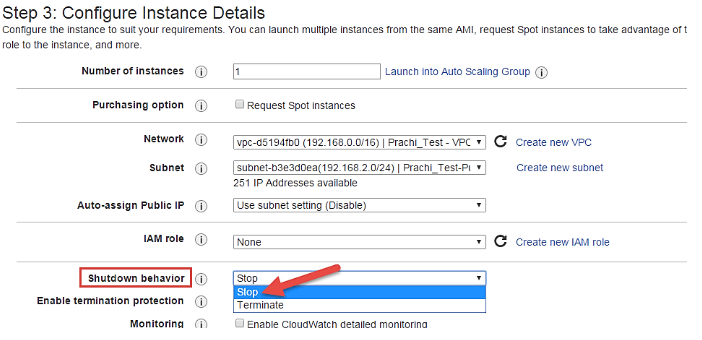 Step 3: Configure Instance Details
Configure the instance to suit your requirements. You can launch multiple instances from the same AMI, request Spot instances to take advantage of t
role to the instance, and more.
Number of instances i 1 Launch into Auto Scaling Group i
Purchasing option i Request Spot instances
Network i vpc-d5194fb0 (192.168.0.0/16) | Prachi_Test - VPC Create new VPC
Subnet i subnet-b3e3d0ea(192.168.2.0/24) | Prachi_Test-Pu Create new subnet
251 IP Addresses available
Auto-assign Public IP i Use subnet setting (Disable)
IAM role i None Create new IAM role
Shutdown behavior i Stop
Stop
Enable termination protection i
Terminate
Monitoring i Enable CloudWatch detailed monitoring